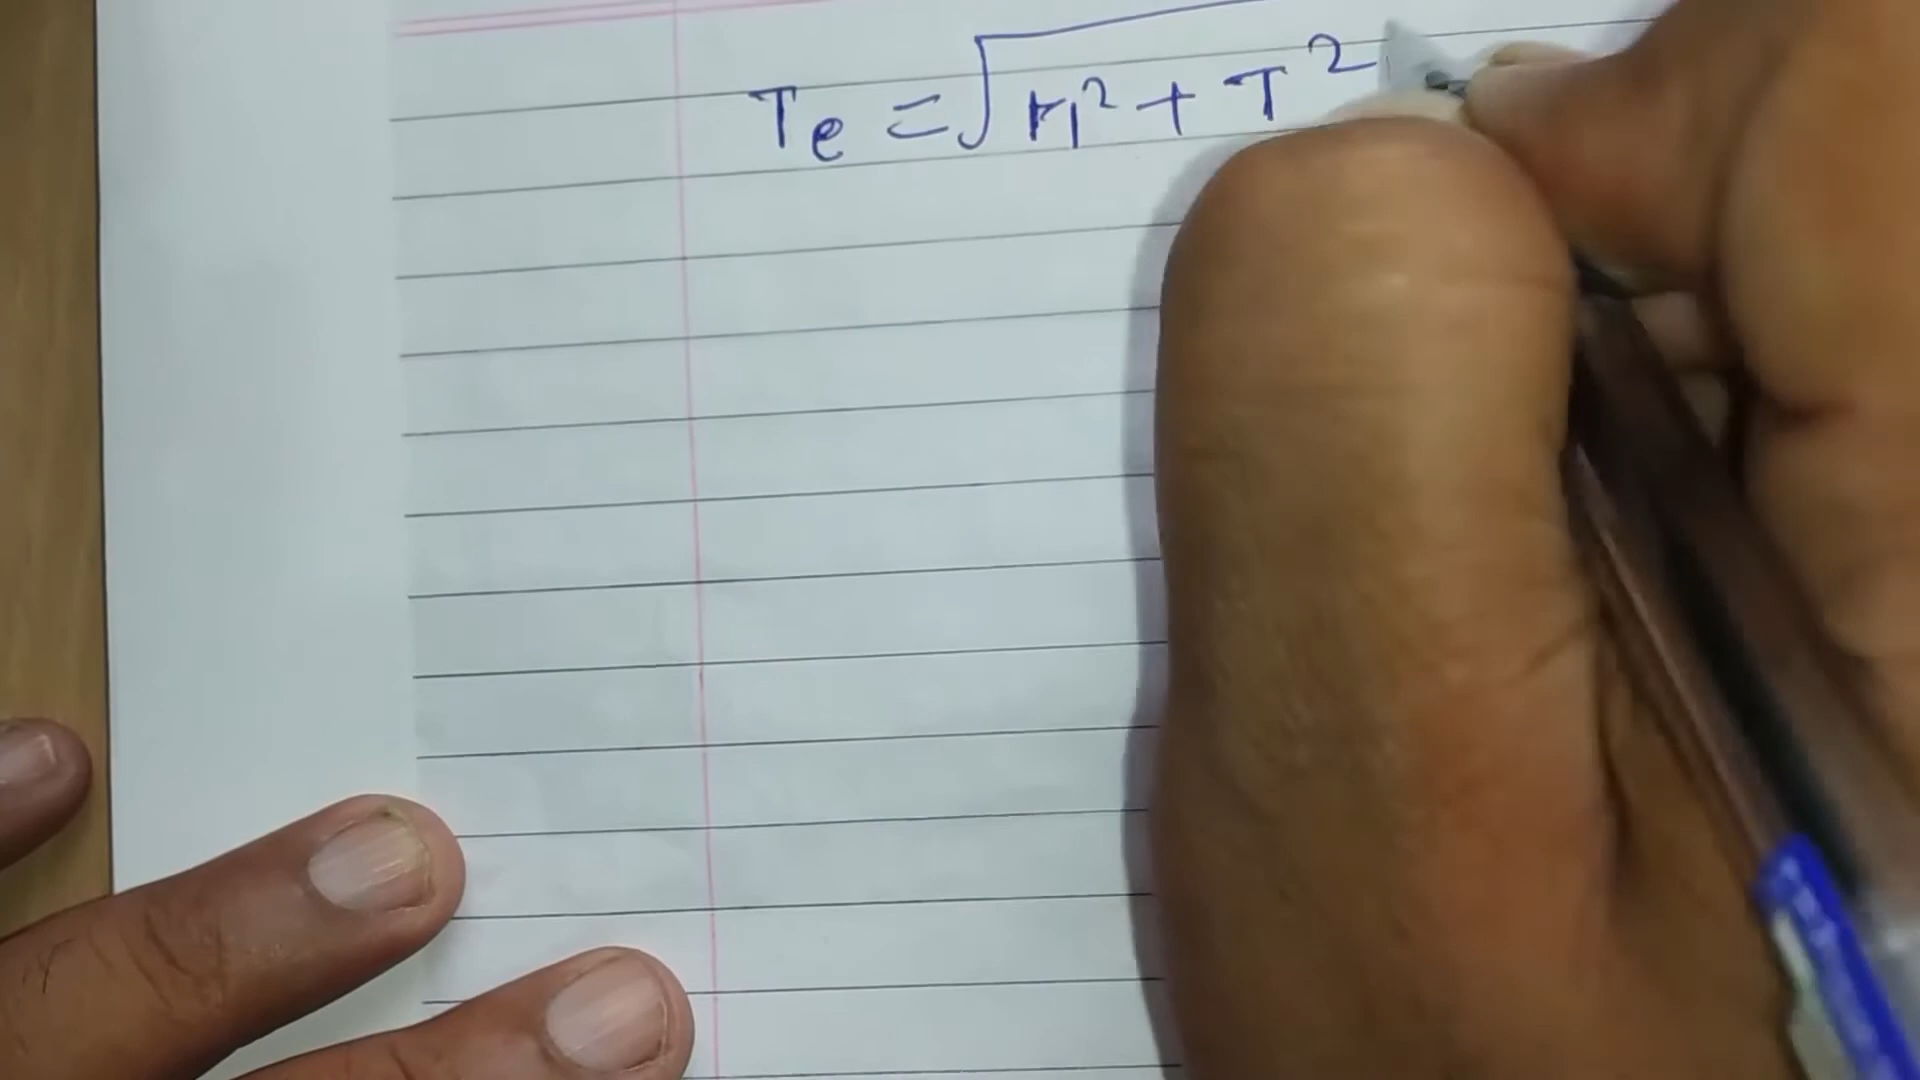 Te = √M² + T²